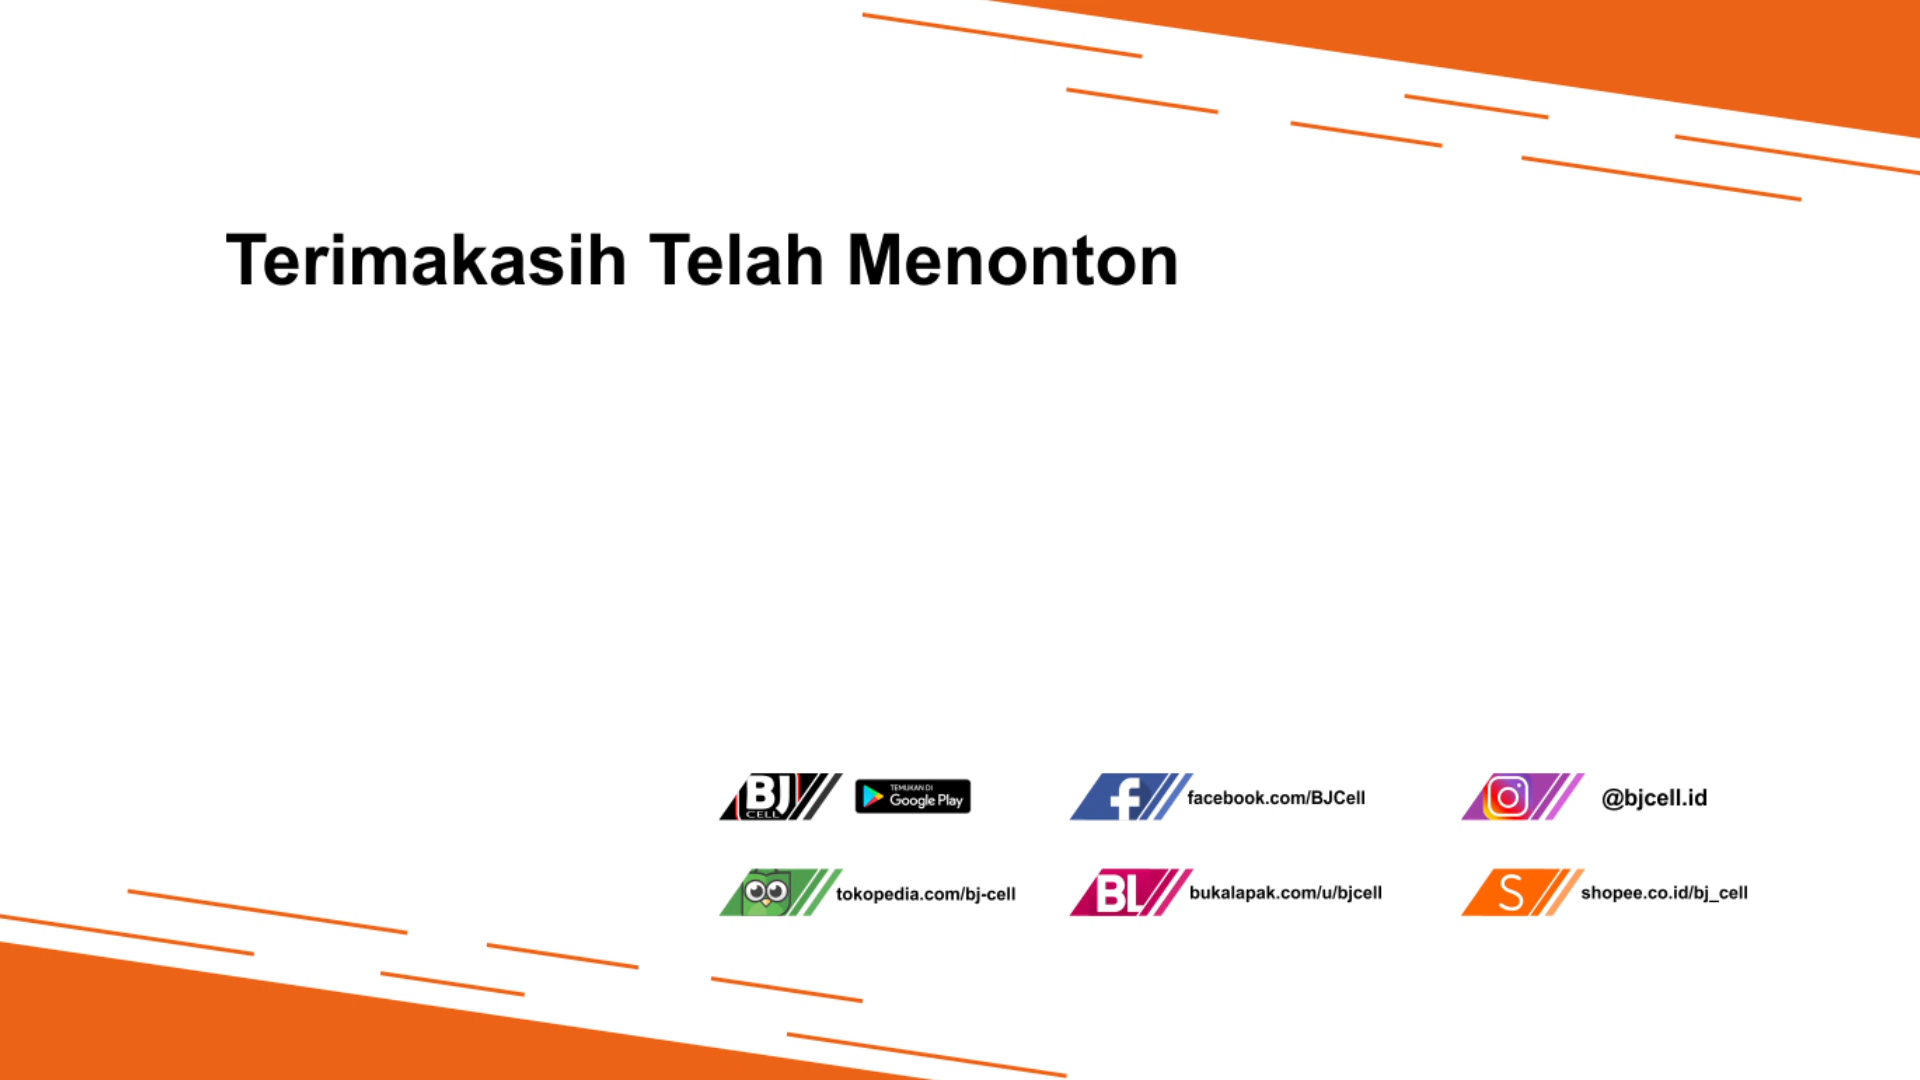 Terimakasih Telah Menonton
BJ CELL
TEMUKAN DI
Google Play
facebook.com/BJCell
@bjcell.id
tokopedia.com/bj-cell
BL
bukalapak.com/u/bjcell
S
shopee.co.id/bj_cell